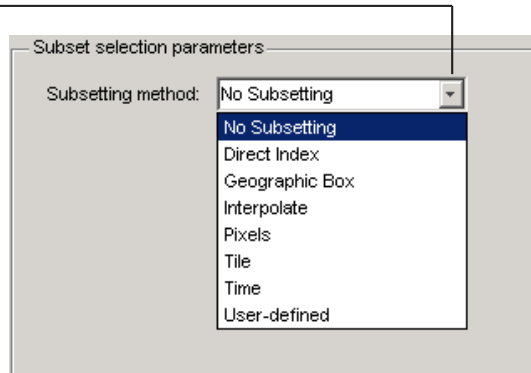 Subset selection parameters
Subsetting method: No Subsetting
No Subsetting
Direct Index
Geographic Box
Interpolate
Pixels
Tile
Time
User-defined